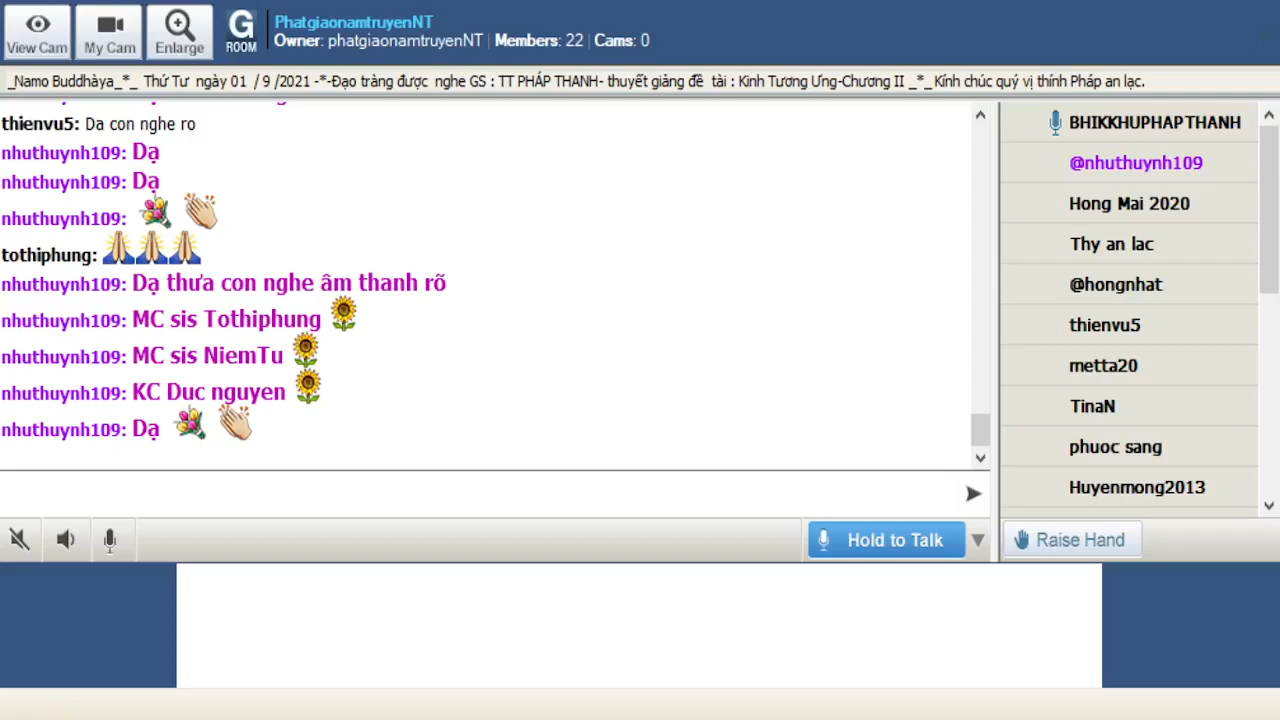 View Cam
My Cam
Enlarge
G
ROOM
PhatgiaonamtruyenNT
Owner: phatgiaonamtruyenNT | Members: 22 | Cams: 0
_Namo Buddhàya_*_ Thứ Tư ngày 01 / 9 /2021 -*-Đạo tràng được nghe GS : TT PHÁP THANH- thuyết giảng đề tài : Kinh Tương Ưng-Chương II _*_Kính chúc quý vị thính Pháp an lạc.
thienvu5: Da con nghe ro
nhuthuynh109: Dạ
nhuthuynh109: Dạ
nhuthuynh109:
tothiphung:
nhuthuynh109: Dạ thưa con nghe âm thanh rõ
nhuthuynh109: MC sis Tothiphung
nhuthuynh109: MC sis NiemTu
nhuthuynh109: KC Duc nguyen
nhuthuynh109: Dạ
BHIKKHUPHAPTHANH
@nhuthuynh109
Hong Mai 2020
Thy an lac
@hongnhat
thienvu5
metta20
TinaN
phuoc sang
Huyenmong2013
Hold to Talk
Raise Hand